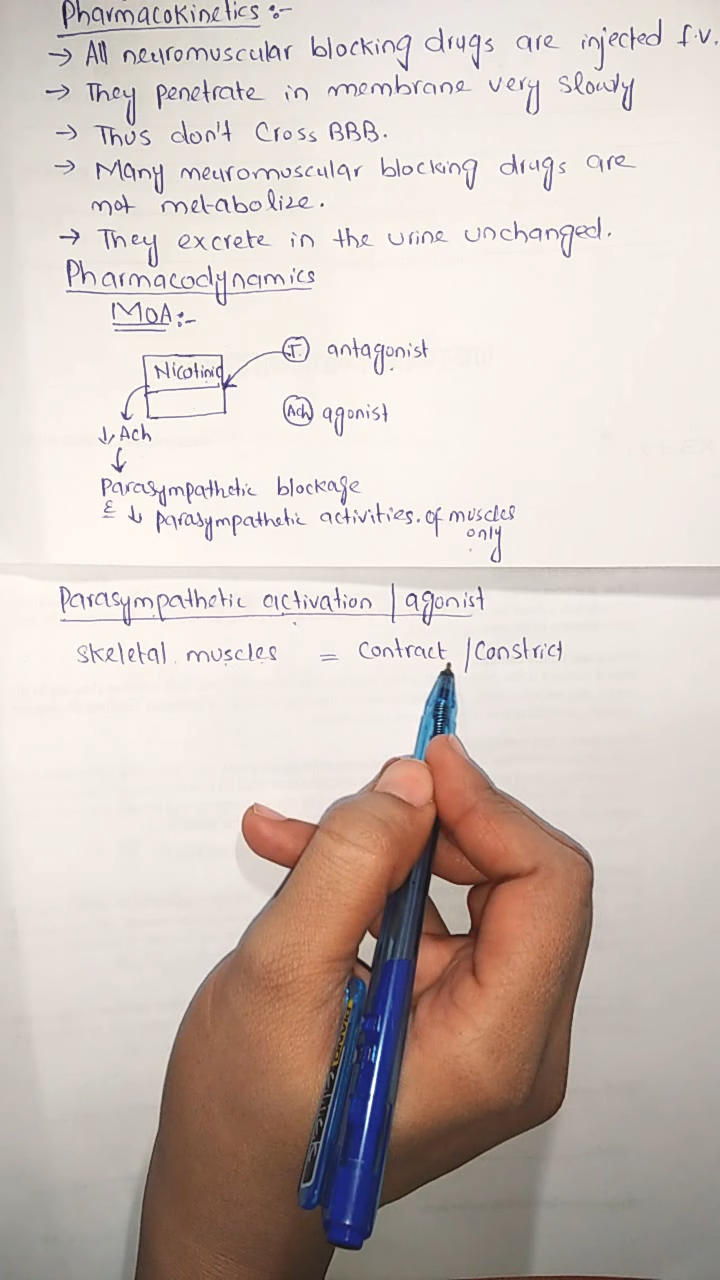 Pharmacokinetics :-
→ All neuromuscular blocking drugs are injected I.V.
→ They penetrate in membrane very slowly
→ Thus don't Cross BBB.
→ Many neuromuscular blocking drugs are
not metabolize.
→ They excrete in the urine unchanged.
Pharmacodynamics
MOA:-
T. antagonist
Nicotinic
Ach agonist
↓ Ach
↓
Parasympathetic blockage
& ↓ parasympathetic activities. of muscles
only
Parasympathetic activation / agonist
Skeletal muscles = Contract / Constrict